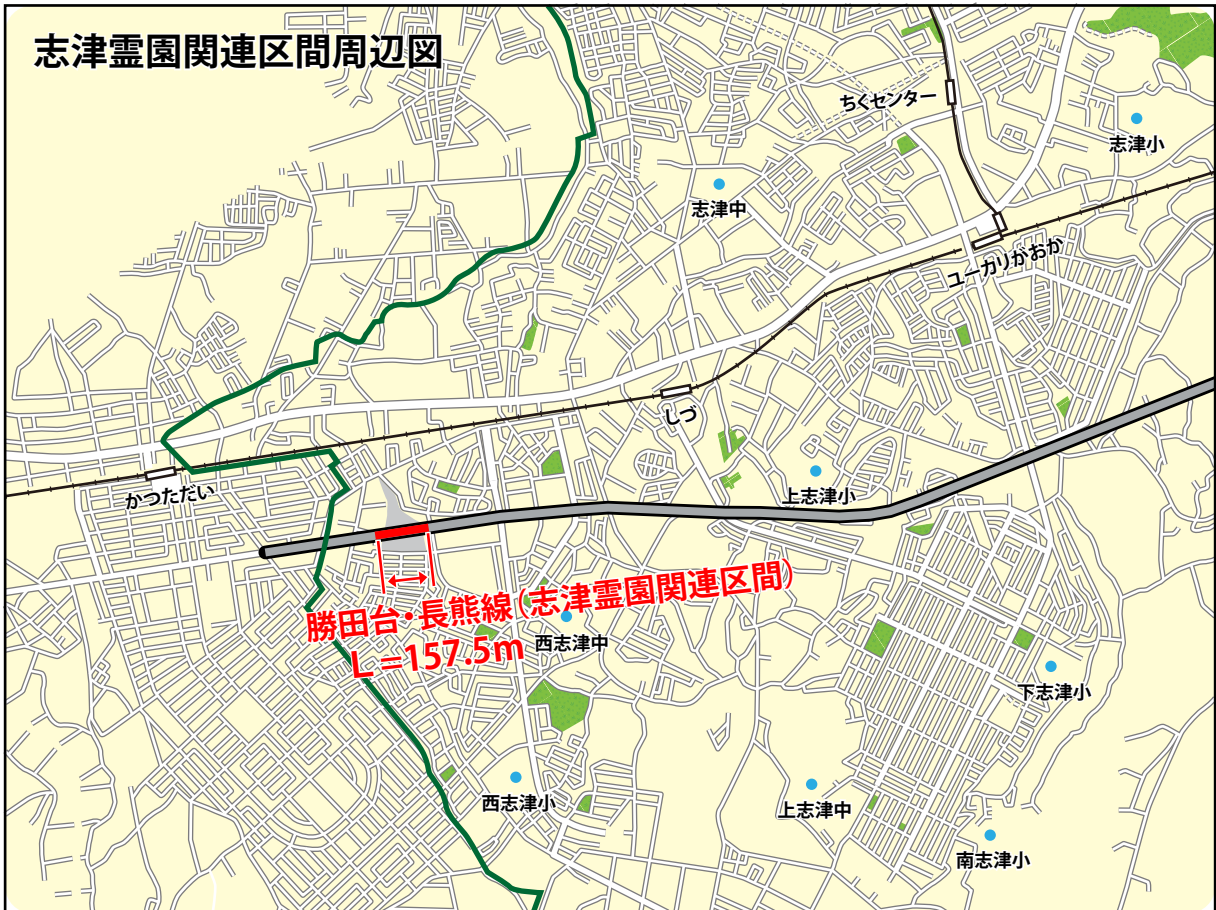 志津霊園関連区間周辺図
ちくセンター
志津小
志津中
ユーカリがおか
しづ
上志津小
かつただい
勝田台・長熊線(志津霊園関連区間)
L=157.5m
西志津中
下志津小
西志津小
上志津中
南志津小